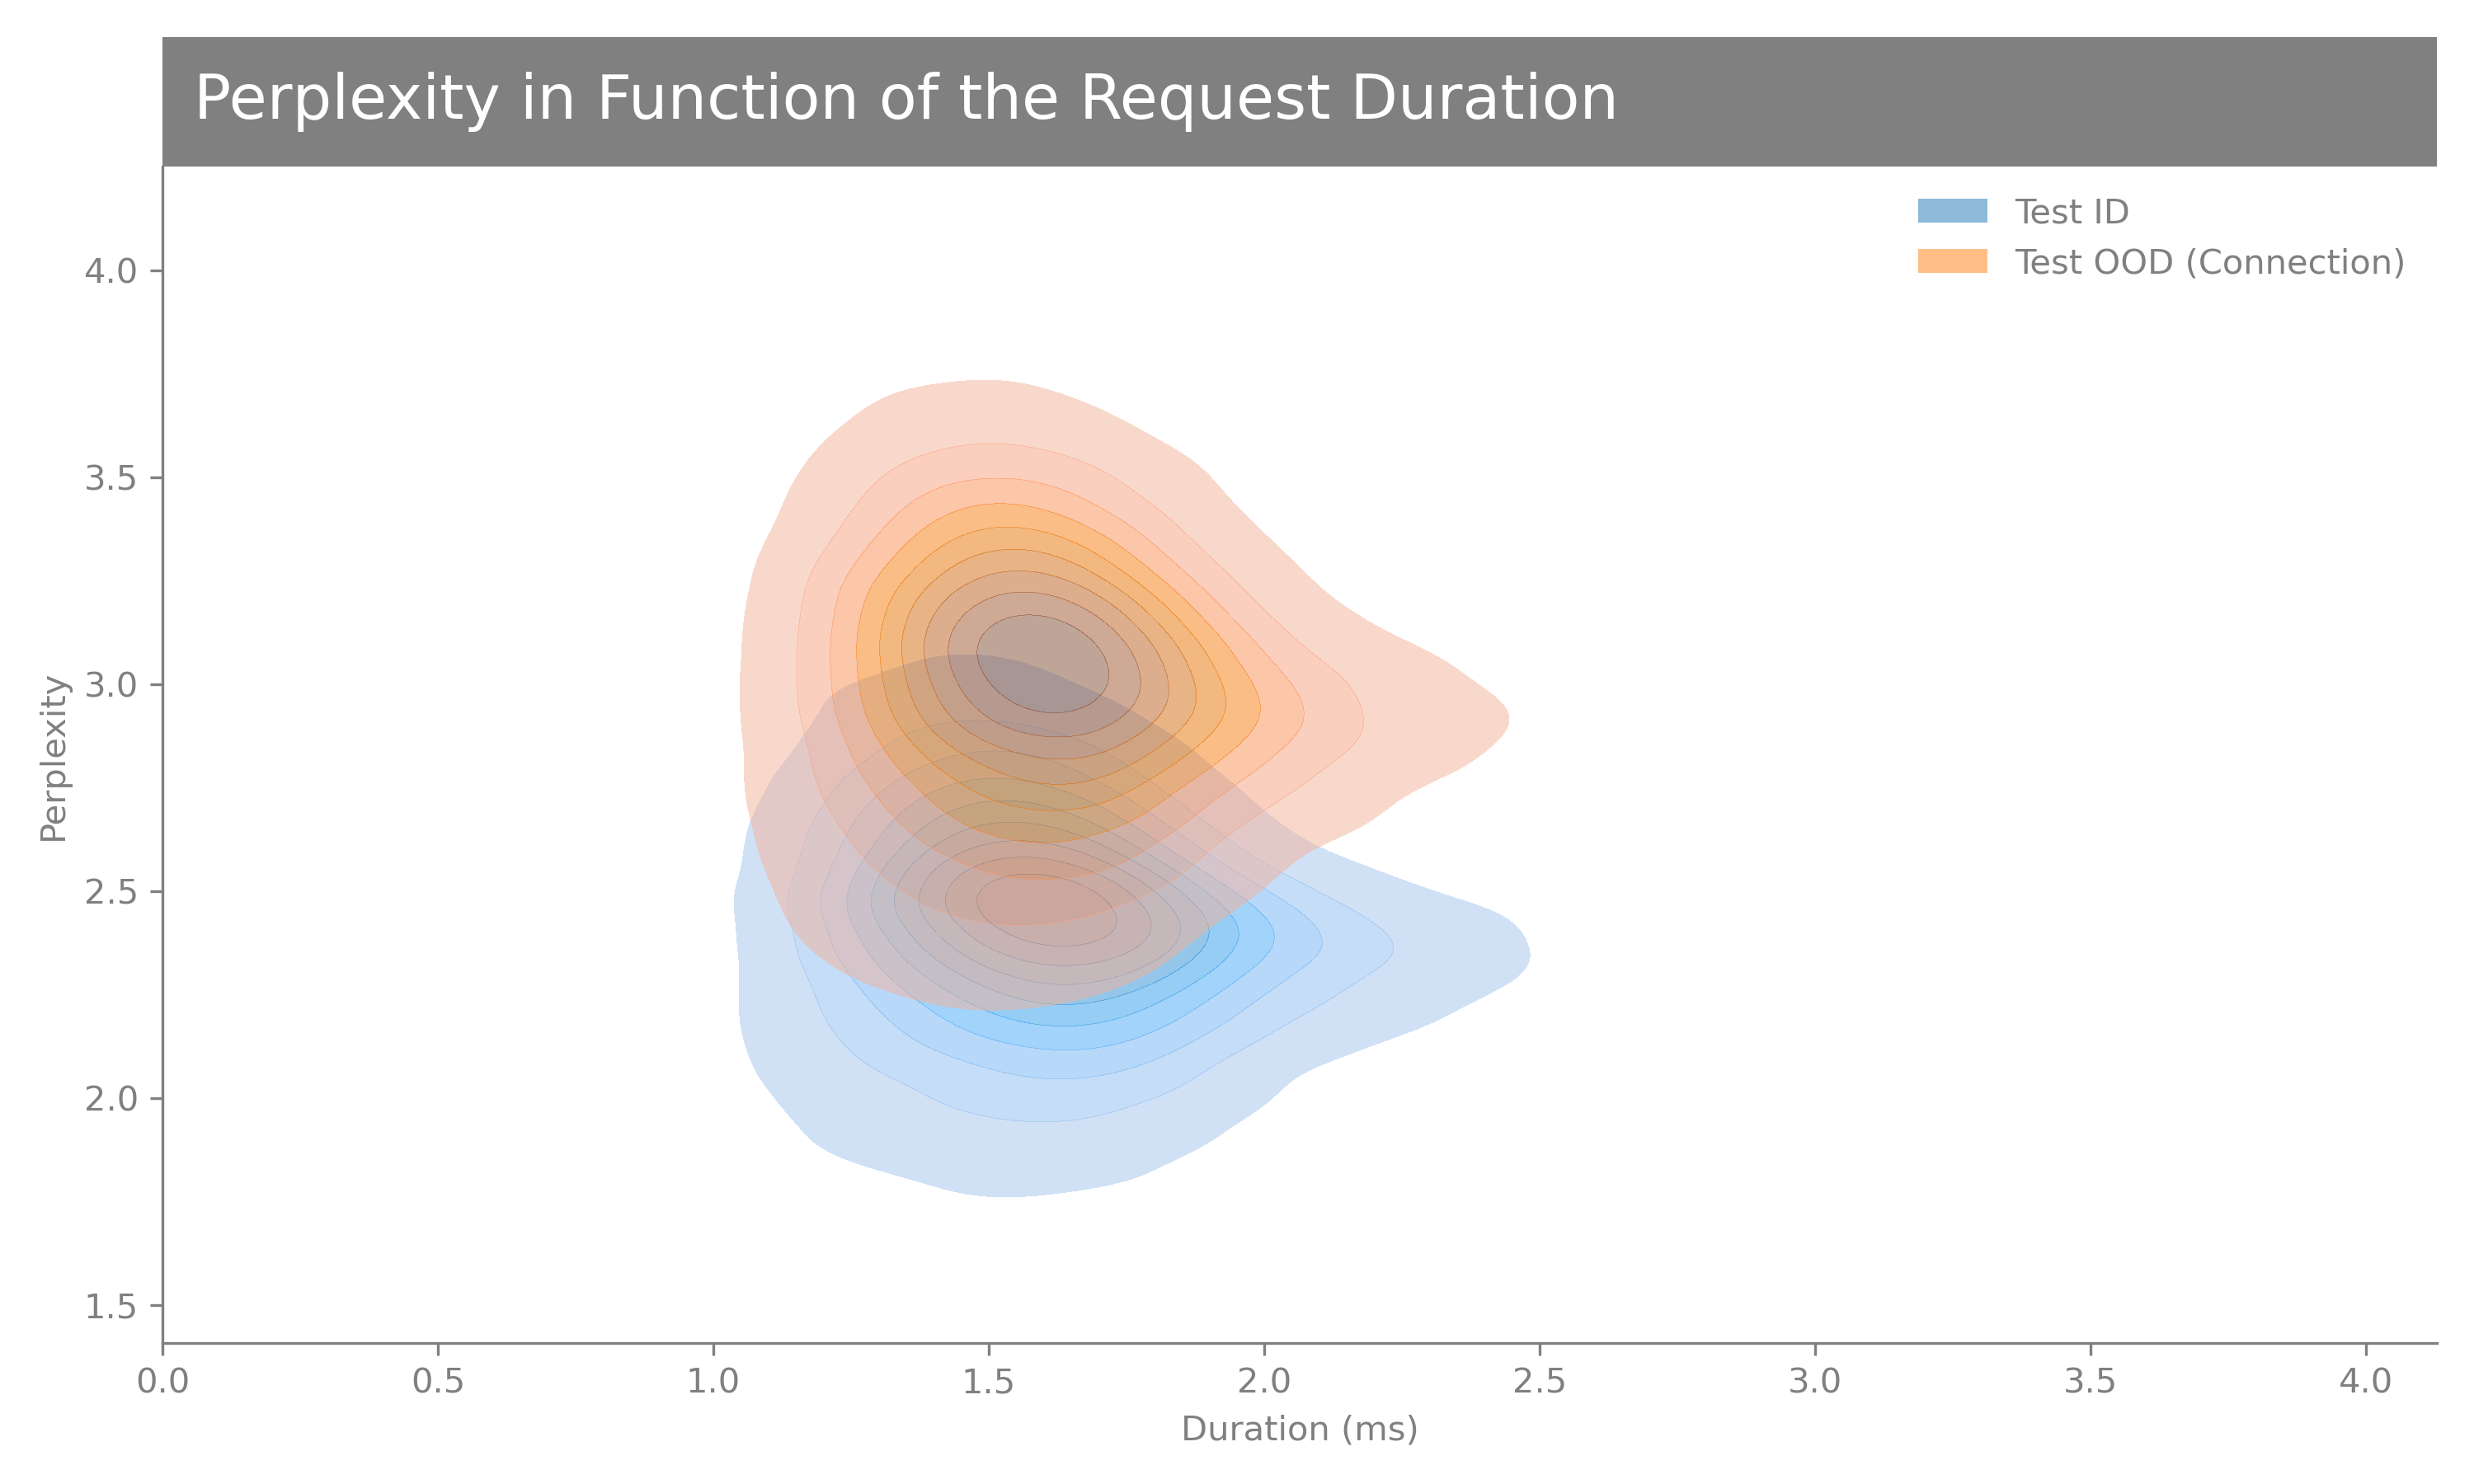 Perplexity in Function of the Request Duration
Test ID
Test OOD (Connection)
4.0
3.5
3.0
2.5
2.0
1.5
Perplexity
0.0 0.5 1.0 1.5 2.0 2.5 3.0 3.5 4.0
Duration (ms)